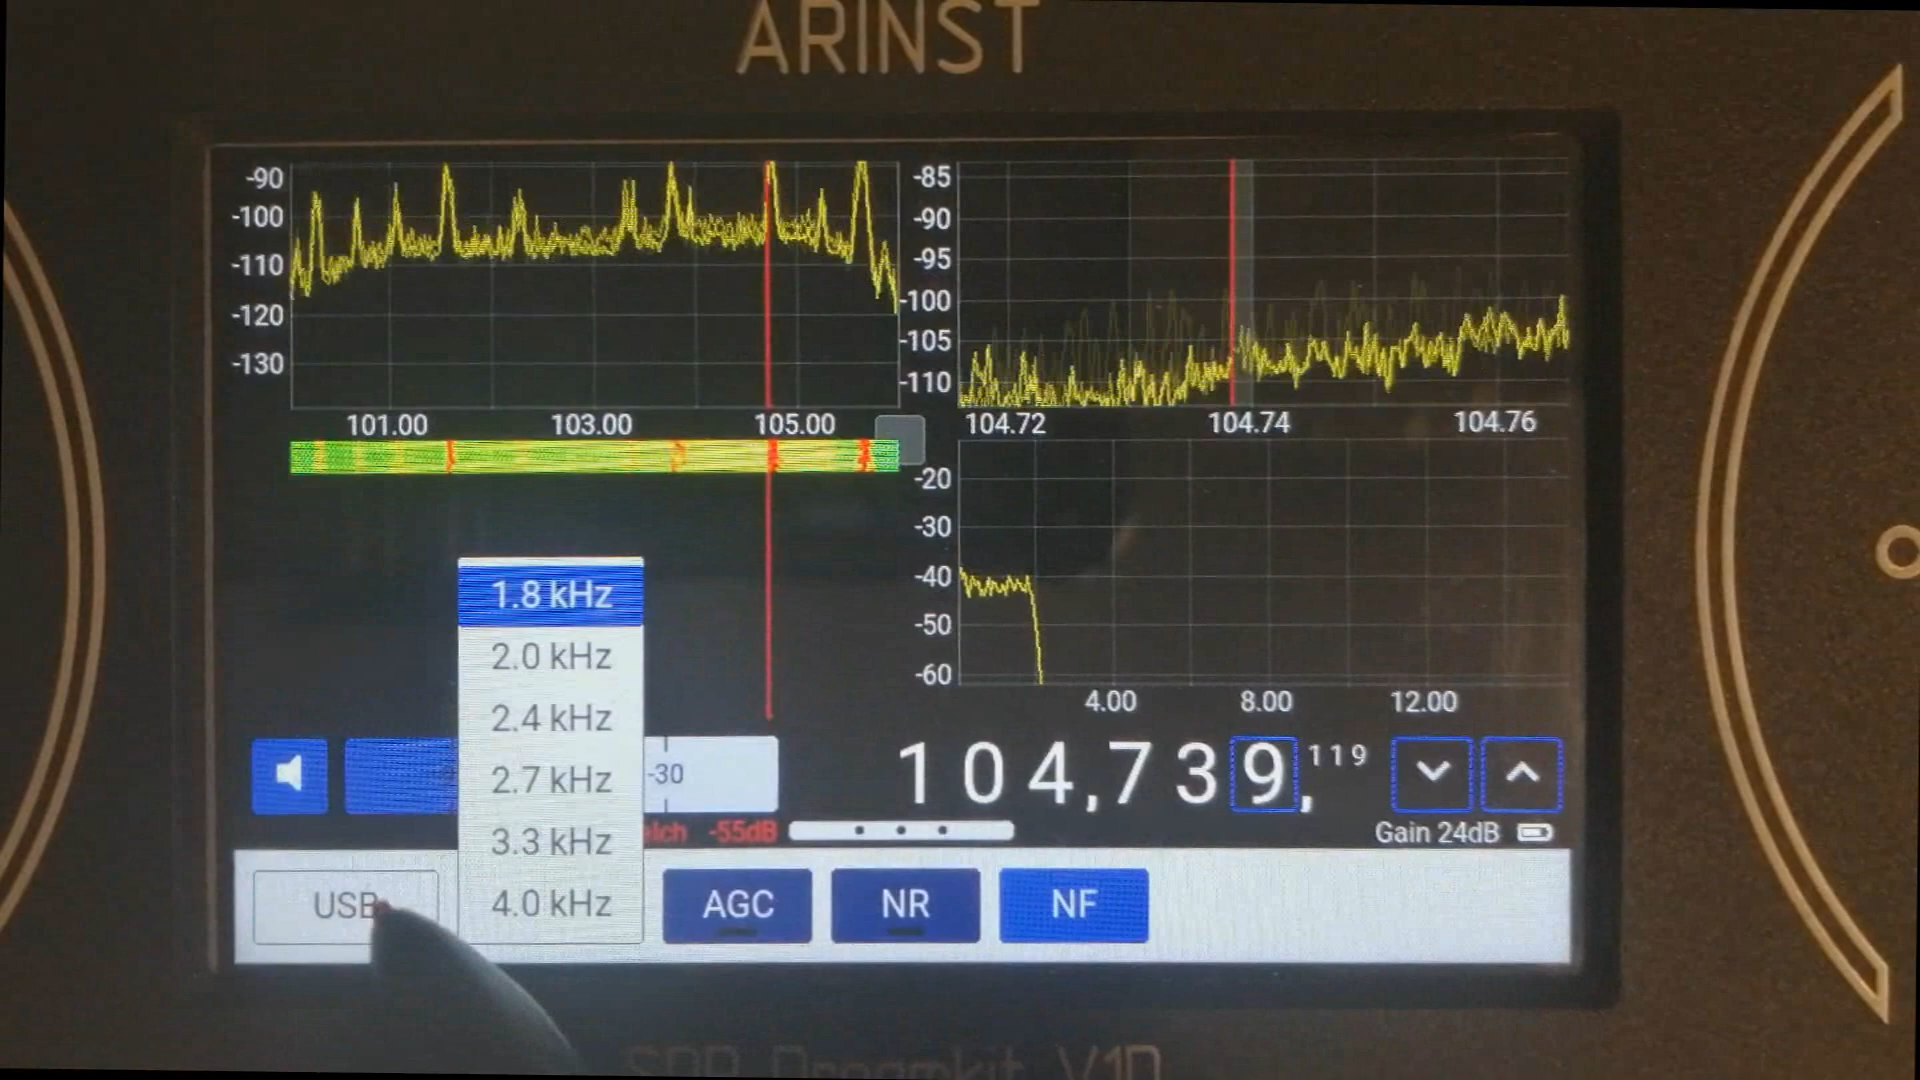 ARINST
-90
-100
-110
-120
-130
101.00 103.00 105.00
-85
-90
-95
-100
-105
-110
104.72 104.74 104.76
-20
-30
-40
-50
-60
4.00 8.00 12.00
1.8 kHz
2.0 kHz
2.4 kHz
2.7 kHz
3.3 kHz
4.0 kHz
-30
104,739,119
-55dB
Gain 24dB
USB AGC NR NF
SDR Dreamkit V1D